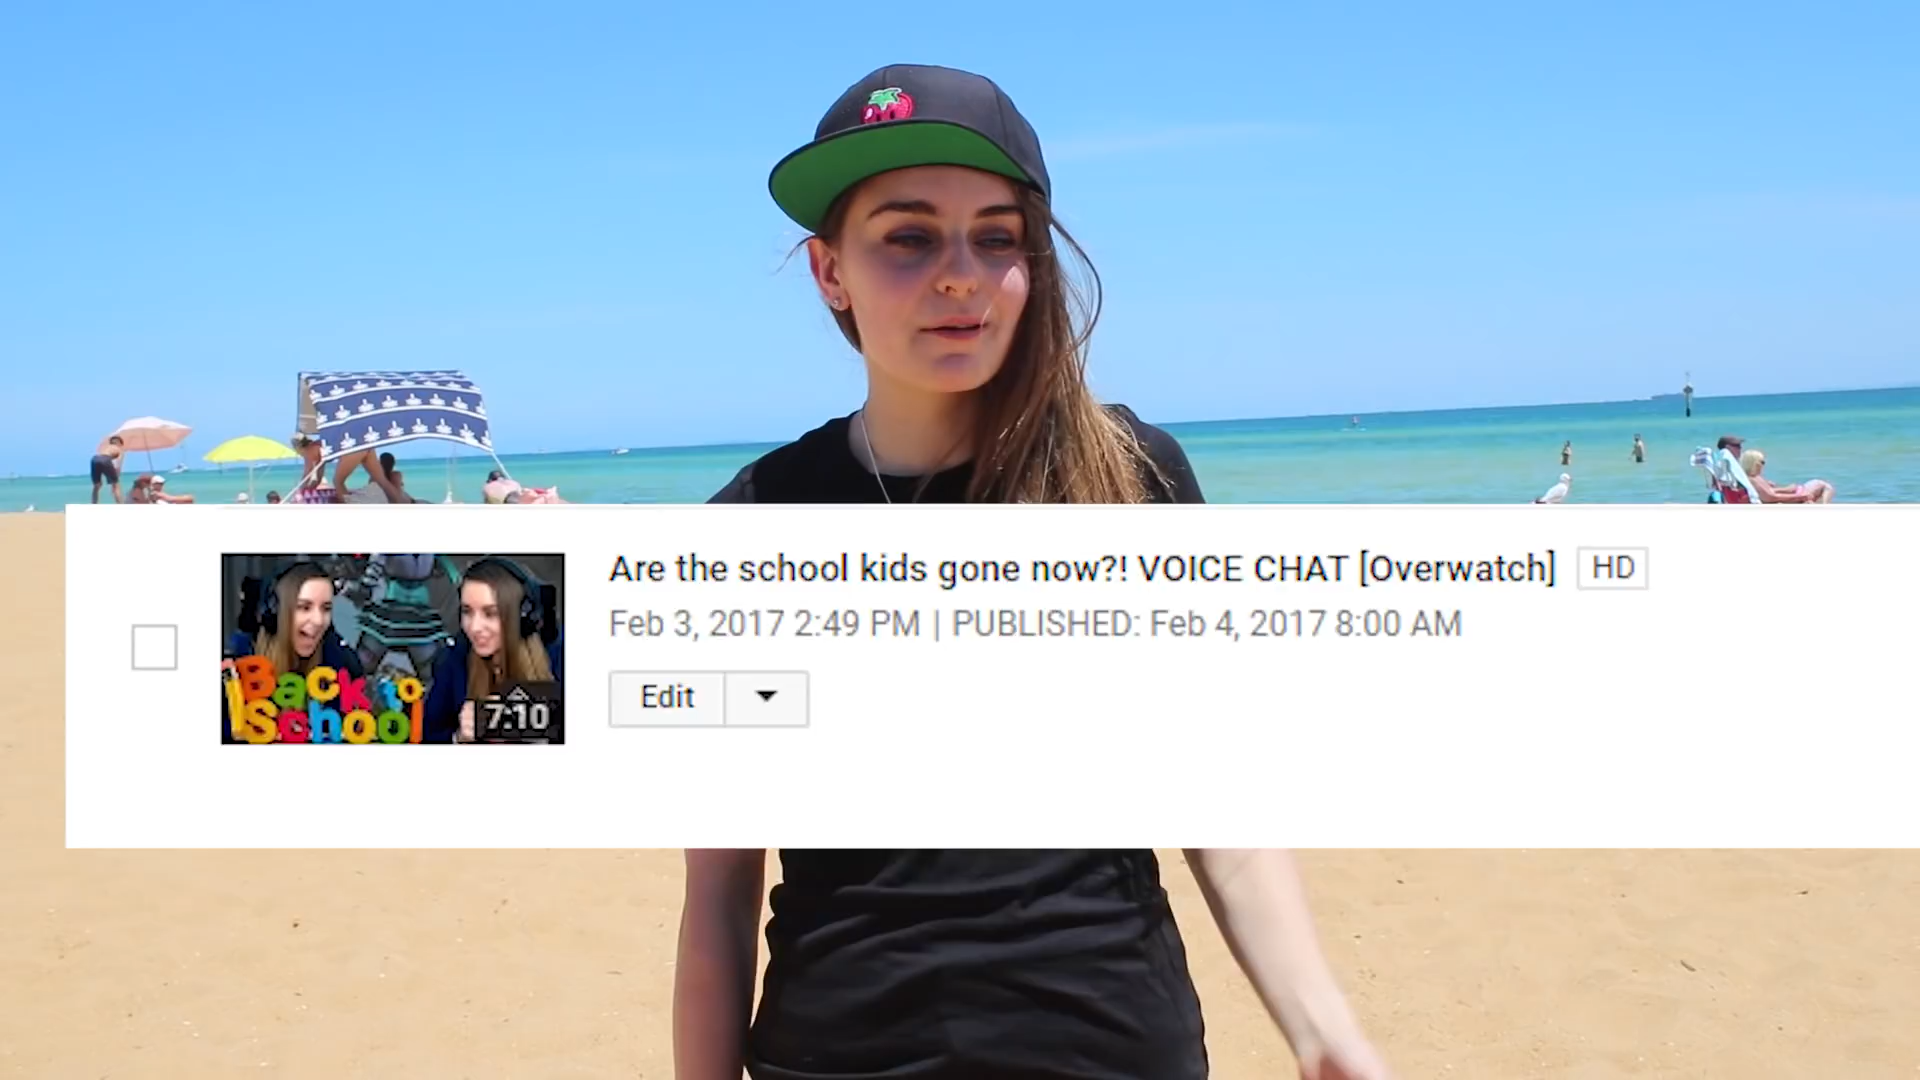 Are the school kids gone now?! VOICE CHAT [Overwatch] HD
Feb 3, 2017 2:49 PM | PUBLISHED: Feb 4, 2017 8:00 AM
Back to
School
7:10
Edit